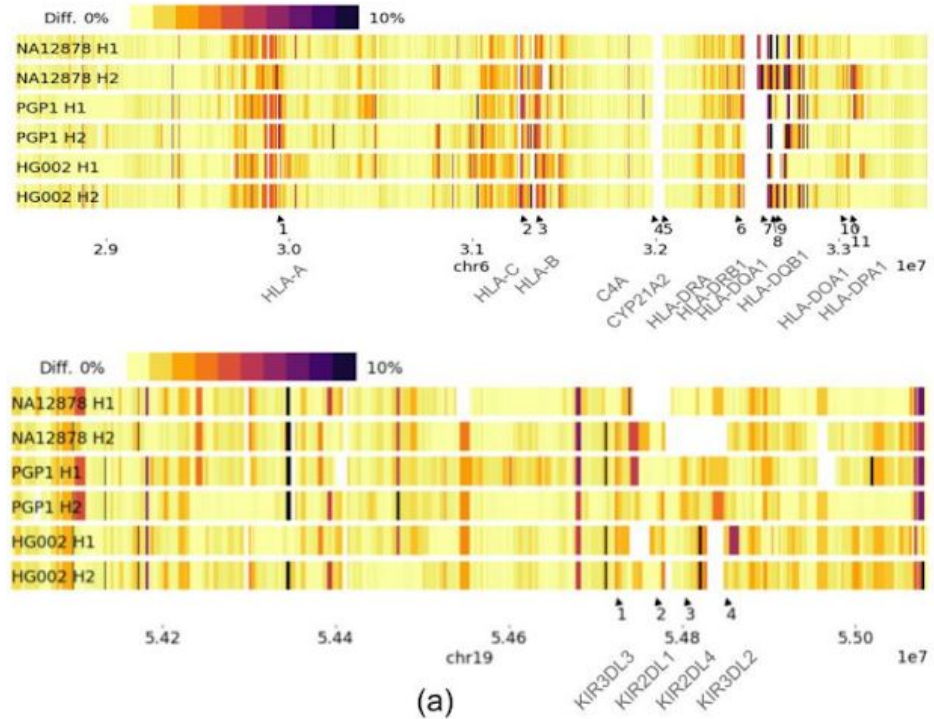 Diff. 0% 10%
NA12878 H1
NA12878 H2
PGP1 H1
PGP1 H2
HG002 H1
HG002 H2
1 2 3 45 6 7 9 10
8 11
2.9 3.0 3.1 3.2 3.3
chr6 1e7
HLA-A HLA-C HLA-B C4A CYP21A2 HLA-DRA HLA-DRB1 HLA-DQA1 HLA-DQB1 HLA-DOA1 HLA-DPA1
Diff. 0% 10%
NA12878 H1
NA12878 H2
PGP1 H1
PGP1 H2
HG002 H1
HG002 H2
1 2 3 4
5.42 5.44 5.46 5.48 5.50
chr19 1e7
KIR3DL3 KIR2DL1 KIR2DL4 KIR3DL2
(a)